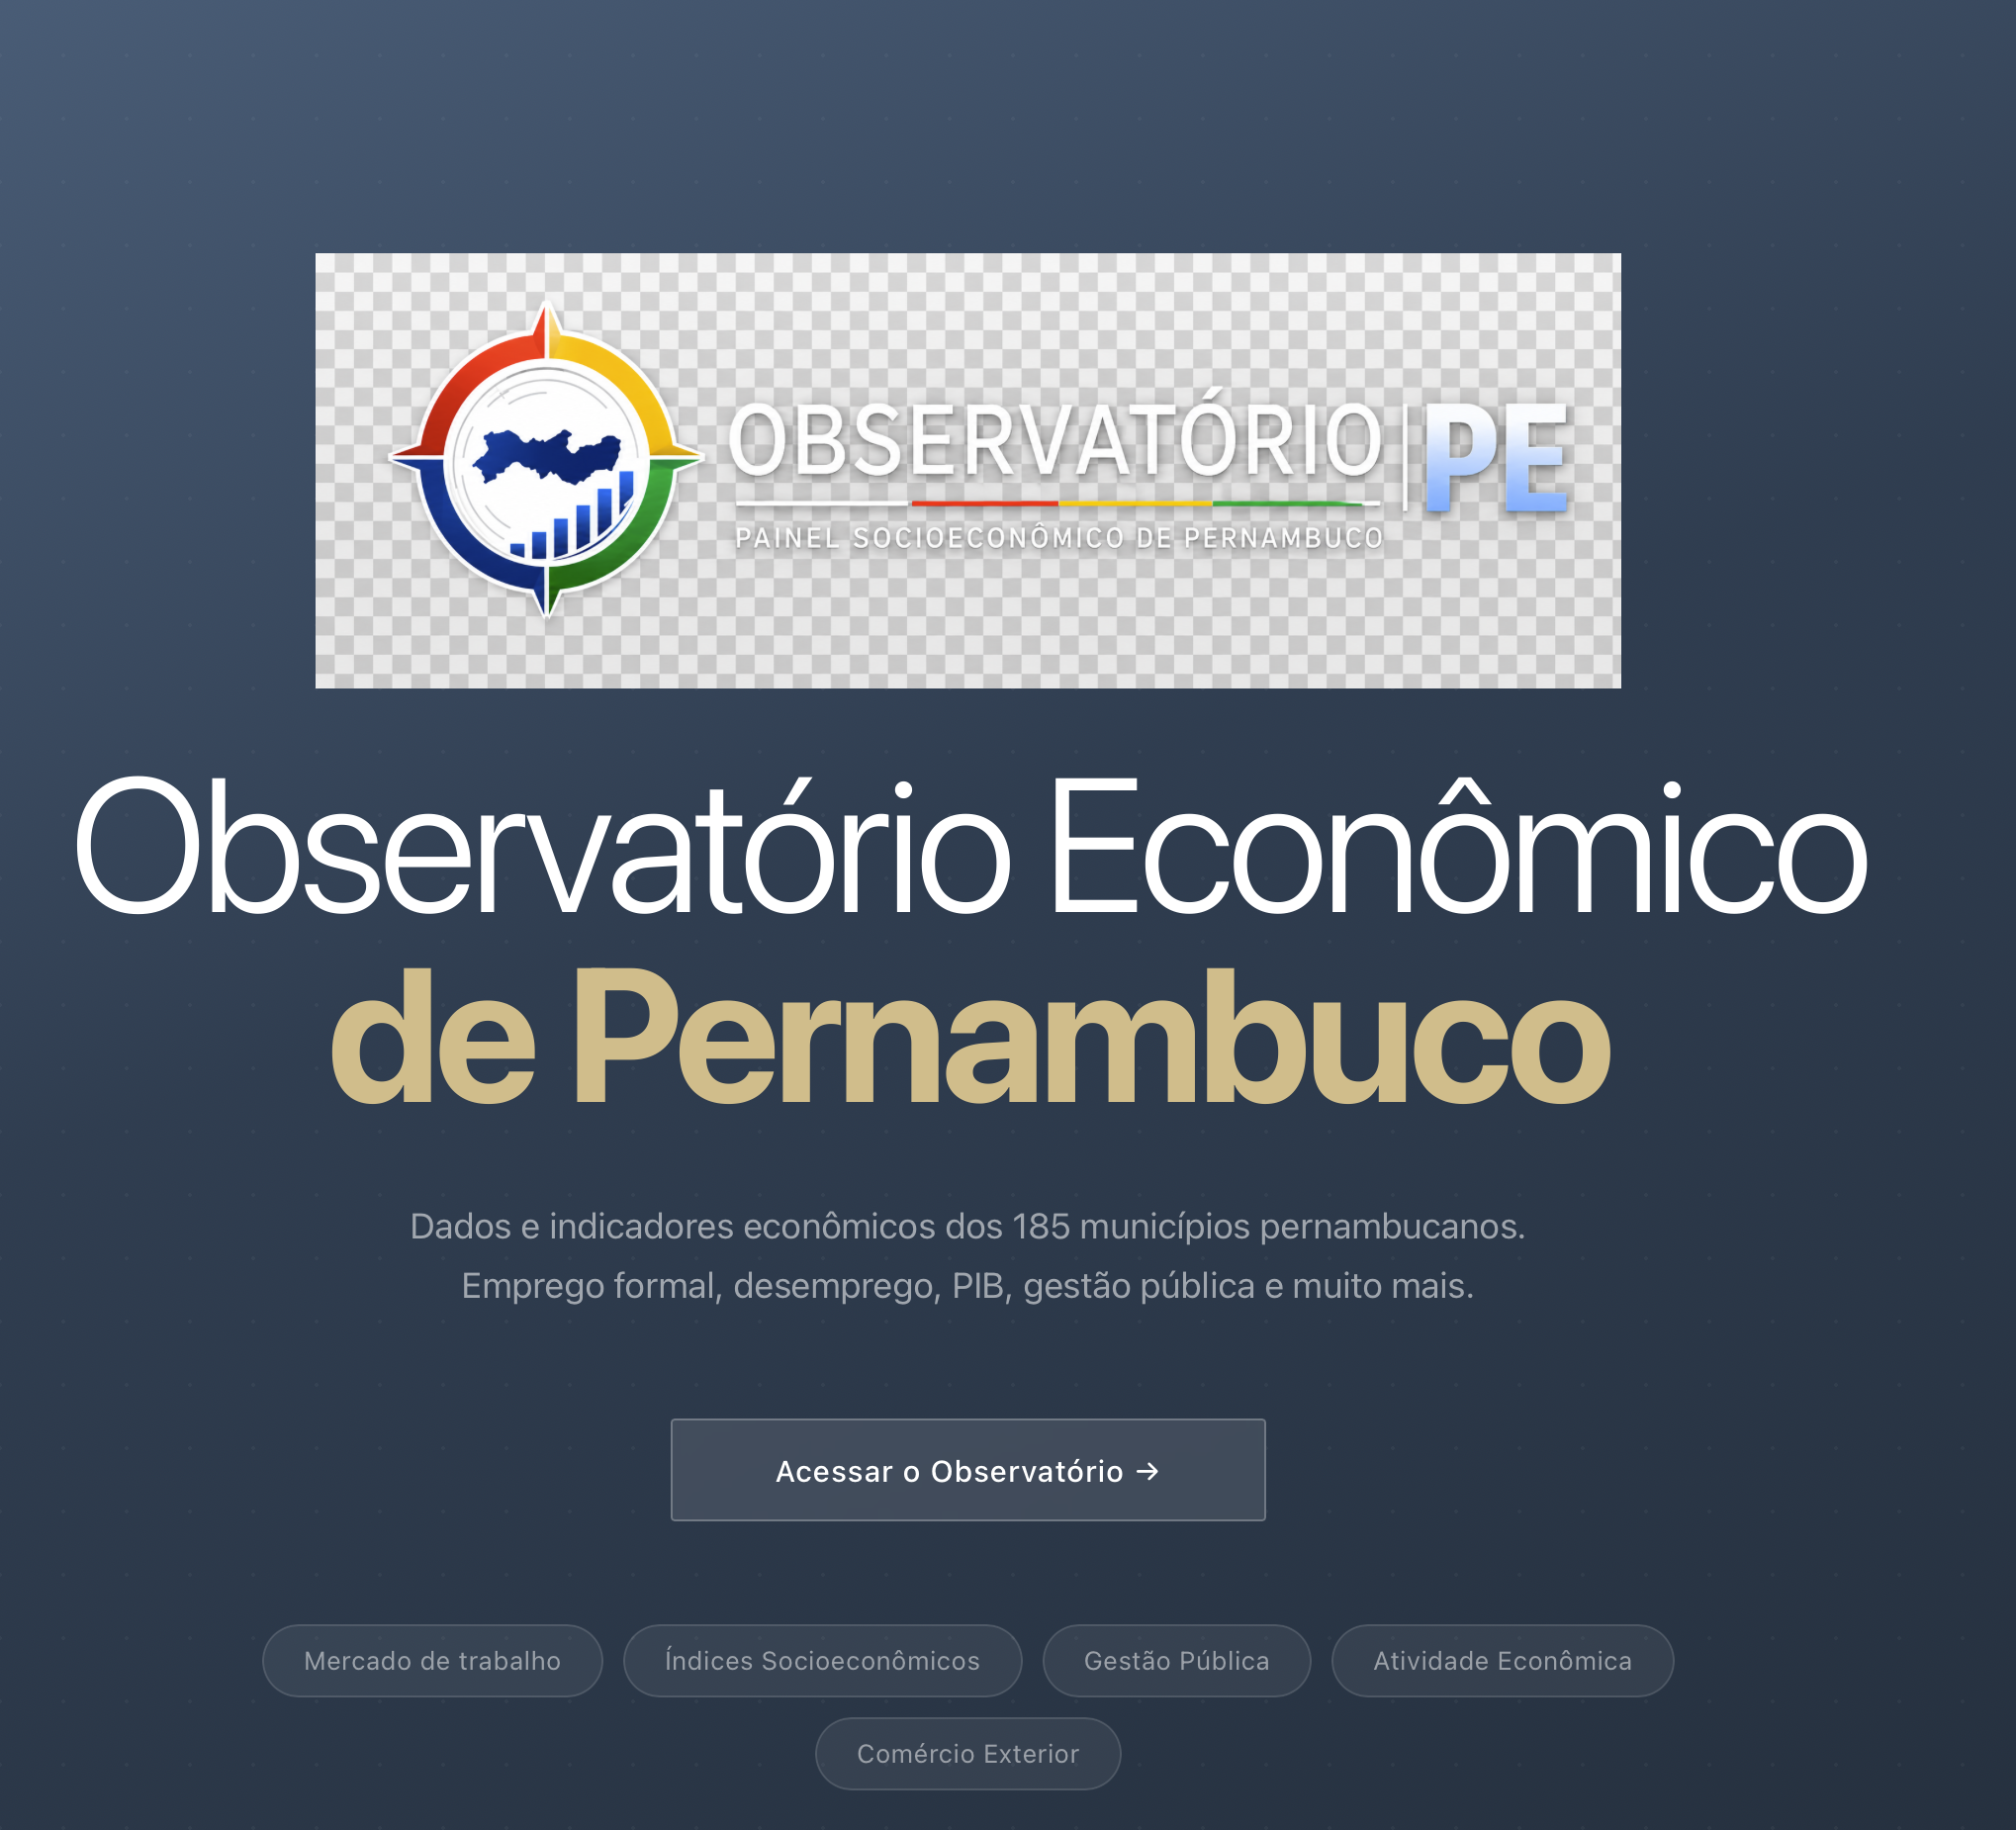 OBSERVATÓRIO PE
PAINEL SOCIOECONÔMICO DE PERNAMBUCO
Observatório Econômico
de Pernambuco
Dados e indicadores econômicos dos 185 municípios pernambucanos.
Emprego formal, desemprego, PIB, gestão pública e muito mais.
Acessar o Observatório →
Mercado de trabalho
Índices Socioeconômicos
Gestão Pública
Atividade Econômica
Comércio Exterior